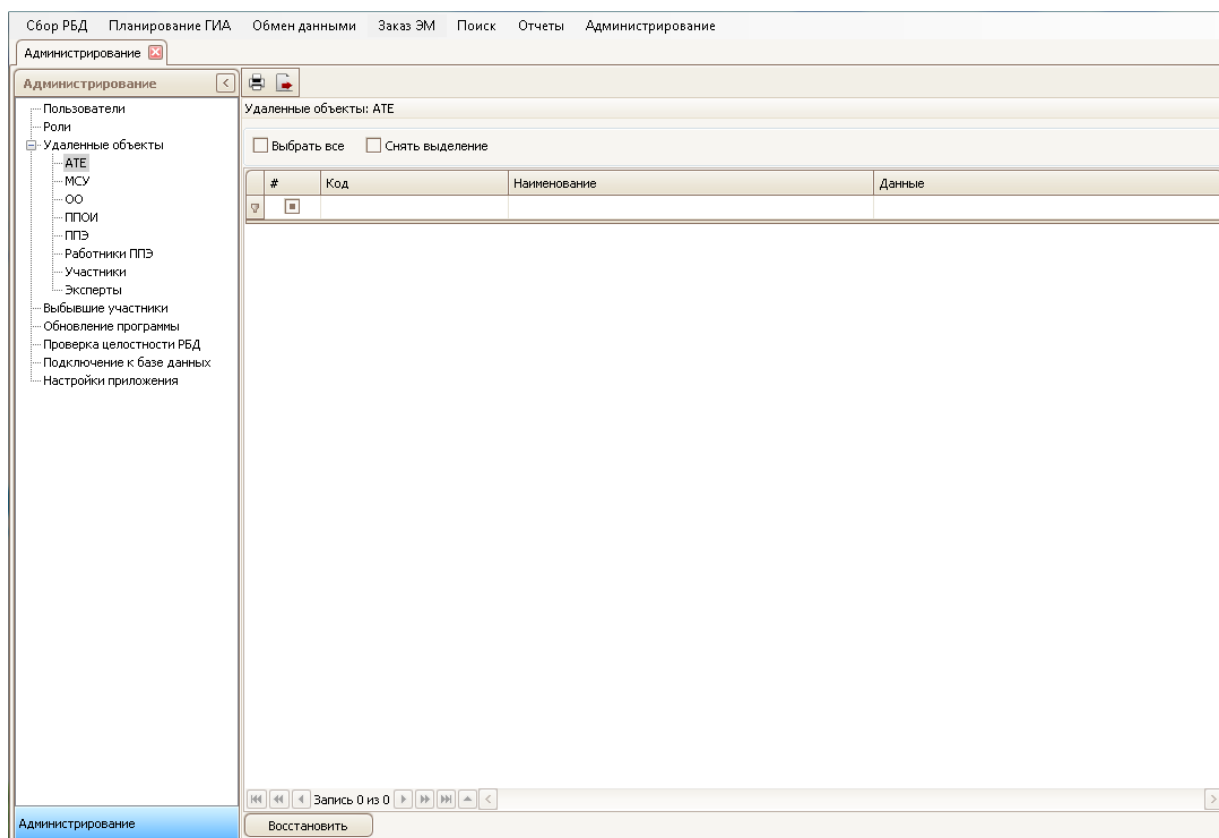 Сбор РБД Планирование ГИА Обмен данными Заказ ЭМ Поиск Отчеты Администрирование
Администрирование
Администрирование
Пользователи
Роли
Удаленные объекты
АТЕ
МСУ
ОО
ППОИ
ППЭ
Работники ППЭ
Участники
Эксперты
Выбывшие участники
Обновление программы
Проверка целостности РБД
Подключение к базе данных
Настройки приложения
Администрирование
Удаленные объекты: АТЕ
Выбрать все Снять выделение
# Код Наименование Данные
Запись 0 из 0
Восстановить